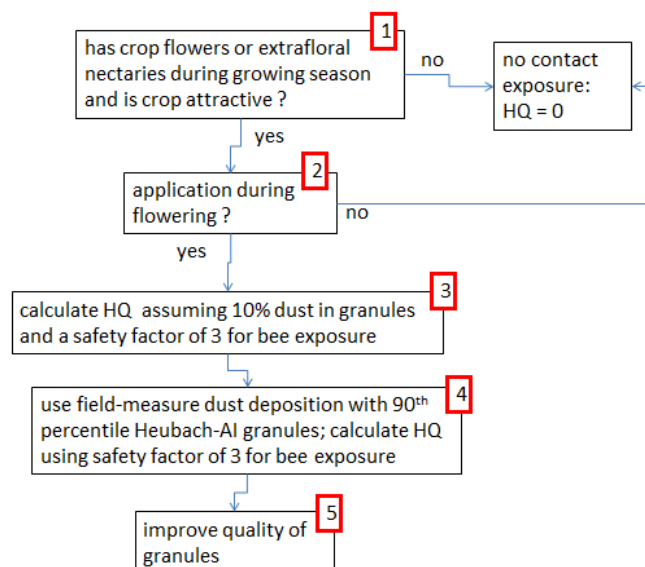 1
has crop flowers or extrafloral
nectaries during growing season
and is crop attractive ?
no
no contact
exposure:
HQ = 0
yes
2
application during
flowering ?
no
yes
3
calculate HQ assuming 10% dust in granules
and a safety factor of 3 for bee exposure
4
use field-measure dust deposition with 90th
percentile Heubach-AI granules; calculate HQ
using safety factor of 3 for bee exposure
5
improve quality of
granules